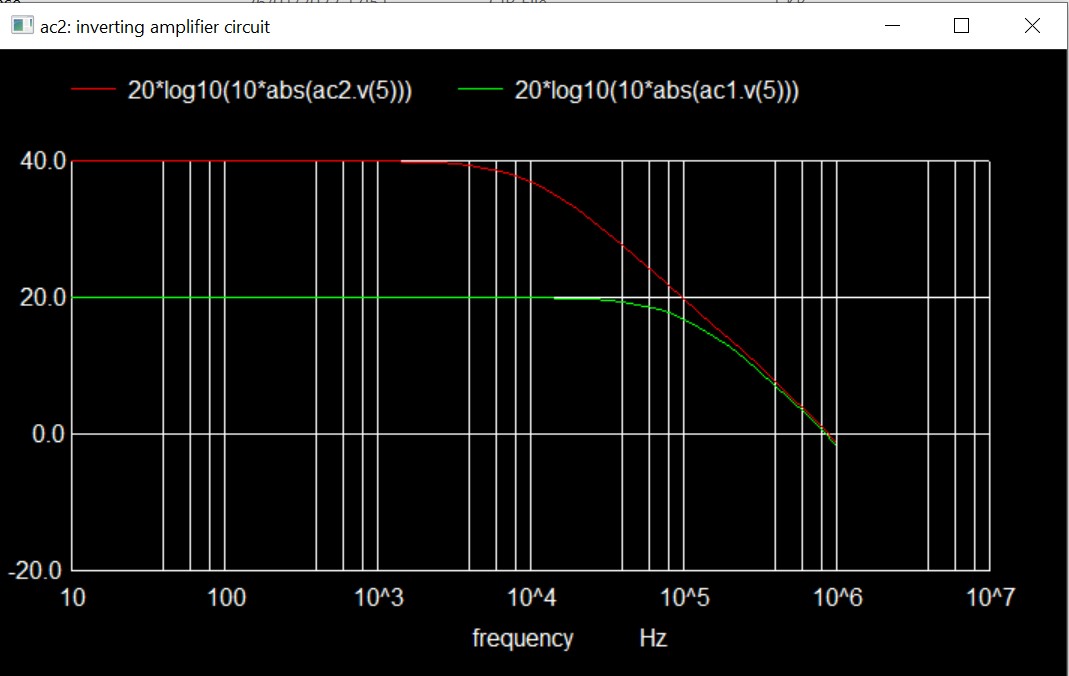 ac2: inverting amplifier circuit
20*log10(10*abs(ac2.v(5))) 20*log10(10*abs(ac1.v(5)))
40.0
20.0
0.0
-20.0
10 100 10^3 10^4 10^5 10^6 10^7
frequency Hz